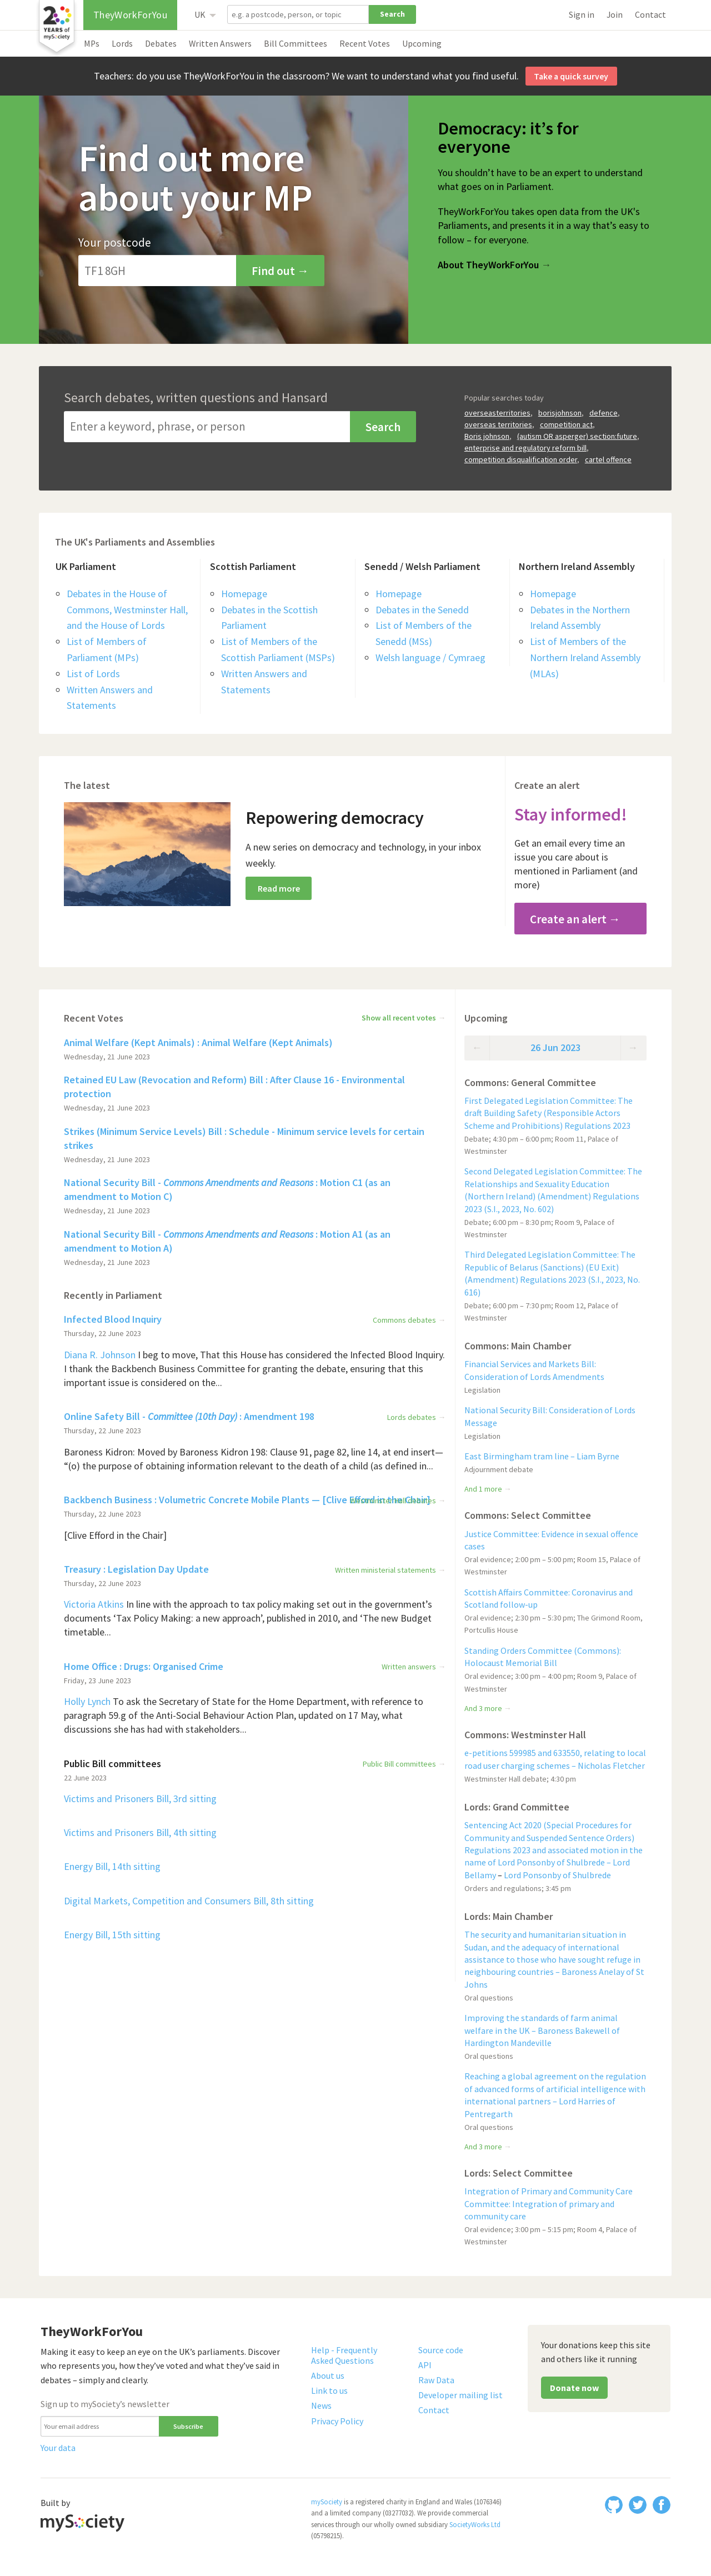 20
YEARS of
mySociety
TheyWorkForYou
UK
e.g. a postcode, person, or topic
Search
Sign in
Join
Contact
MPs
Lords
Debates
Written Answers
Bill Committees
Recent Votes
Upcoming
Teachers: do you use TheyWorkForYou in the classroom? We want to understand what you find useful.
Take a quick survey
Find out more
about your MP
Your postcode
TF1 8GH
Find out →
Democracy: it’s for
everyone
You shouldn’t have to be an expert to understand
what goes on in Parliament.
TheyWorkForYou takes open data from the UK's
Parliaments, and presents it in a way that’s easy to
follow – for everyone.
About TheyWorkForYou →
Search debates, written questions and Hansard
Enter a keyword, phrase, or person
Search
Popular searches today
overseasterritories, borisjohnson, defence,
overseas territories, competition act,
Boris johnson, (autism OR asperger) section:future,
enterprise and regulatory reform bill,
competition disqualification order, cartel offence
The UK's Parliaments and Assemblies
UK Parliament
Debates in the House of
Commons, Westminster Hall,
and the House of Lords
List of Members of
Parliament (MPs)
List of Lords
Written Answers and
Statements
Scottish Parliament
Homepage
Debates in the Scottish
Parliament
List of Members of the
Scottish Parliament (MSPs)
Written Answers and
Statements
Senedd / Welsh Parliament
Homepage
Debates in the Senedd
List of Members of the
Senedd (MSs)
Welsh language / Cymraeg
Northern Ireland Assembly
Homepage
Debates in the Northern
Ireland Assembly
List of Members of the
Northern Ireland Assembly
(MLAs)
The latest
Repowering democracy
A new series on democracy and technology, in your inbox
weekly.
Read more
Create an alert
Stay informed!
Get an email every time an
issue you care about is
mentioned in Parliament (and
more)
Create an alert →
Recent Votes
Show all recent votes →
Animal Welfare (Kept Animals) : Animal Welfare (Kept Animals)
Wednesday, 21 June 2023
Retained EU Law (Revocation and Reform) Bill : After Clause 16 - Environmental
protection
Wednesday, 21 June 2023
Strikes (Minimum Service Levels) Bill : Schedule - Minimum service levels for certain
strikes
Wednesday, 21 June 2023
National Security Bill - Commons Amendments and Reasons : Motion C1 (as an
amendment to Motion C)
Wednesday, 21 June 2023
National Security Bill - Commons Amendments and Reasons : Motion A1 (as an
amendment to Motion A)
Wednesday, 21 June 2023
Recently in Parliament
Infected Blood Inquiry
Commons debates →
Thursday, 22 June 2023
Diana R. Johnson I beg to move, That this House has considered the Infected Blood Inquiry.
I thank the Backbench Business Committee for granting the debate, ensuring that this
important issue is considered on the...
Online Safety Bill - Committee (10th Day) : Amendment 198
Lords debates →
Thursday, 22 June 2023
Baroness Kidron: Moved by Baroness Kidron 198: Clause 91, page 82, line 14, at end insert—
“(o) the purpose of obtaining information relevant to the death of a child (as defined in...
Backbench Business : Volumetric Concrete Mobile Plants — [Clive Efford in the Chair]
Thursday, 22 June 2023
[Clive Efford in the Chair]
Treasury : Legislation Day Update
Written ministerial statements →
Thursday, 22 June 2023
Victoria Atkins In line with the approach to tax policy making set out in the government’s
documents ‘Tax Policy Making: a new approach’, published in 2010, and ‘The new Budget
timetable...
Home Office : Drugs: Organised Crime
Written answers →
Friday, 23 June 2023
Holly Lynch To ask the Secretary of State for the Home Department, with reference to
paragraph 59.g of the Anti-Social Behaviour Action Plan, updated on 17 May, what
discussions she has had with stakeholders...
Public Bill committees
Public Bill committees →
22 June 2023
Victims and Prisoners Bill, 3rd sitting
Victims and Prisoners Bill, 4th sitting
Energy Bill, 14th sitting
Digital Markets, Competition and Consumers Bill, 8th sitting
Energy Bill, 15th sitting
Upcoming
← 26 Jun 2023 →
Commons: General Committee
First Delegated Legislation Committee: The
draft Building Safety (Responsible Actors
Scheme and Prohibitions) Regulations 2023
Debate; 4:30 pm – 6:00 pm; Room 11, Palace of
Westminster
Second Delegated Legislation Committee: The
Relationships and Sexuality Education
(Northern Ireland) (Amendment) Regulations
2023 (S.I., 2023, No. 602)
Debate; 6:00 pm – 8:30 pm; Room 9, Palace of
Westminster
Third Delegated Legislation Committee: The
Republic of Belarus (Sanctions) (EU Exit)
(Amendment) Regulations 2023 (S.I., 2023, No.
616)
Debate; 6:00 pm – 7:30 pm; Room 12, Palace of
Westminster
Commons: Main Chamber
Financial Services and Markets Bill:
Consideration of Lords Amendments
Legislation
National Security Bill: Consideration of Lords
Message
Legislation
East Birmingham tram line – Liam Byrne
Adjournment debate
And 1 more →
Commons: Select Committee
Justice Committee: Evidence in sexual offence
cases
Oral evidence; 2:00 pm – 5:00 pm; Room 15, Palace of
Westminster
Scottish Affairs Committee: Coronavirus and
Scotland follow-up
Oral evidence; 2:30 pm – 5:30 pm; The Grimond Room,
Portcullis House
Standing Orders Committee (Commons):
Holocaust Memorial Bill
Oral evidence; 3:00 pm – 4:00 pm; Room 9, Palace of
Westminster
And 3 more →
Commons: Westminster Hall
e-petitions 599985 and 633550, relating to local
road user charging schemes – Nicholas Fletcher
Westminster Hall debate; 4:30 pm
Lords: Grand Committee
Sentencing Act 2020 (Special Procedures for
Community and Suspended Sentence Orders)
Regulations 2023 and associated motion in the
name of Lord Ponsonby of Shulbrede – Lord
Bellamy – Lord Ponsonby of Shulbrede
Orders and regulations; 3:45 pm
Lords: Main Chamber
The security and humanitarian situation in
Sudan, and the adequacy of international
assistance to those who have sought refuge in
neighbouring countries – Baroness Anelay of St
Johns
Oral questions
Improving the standards of farm animal
welfare in the UK – Baroness Bakewell of
Hardington Mandeville
Oral questions
Reaching a global agreement on the regulation
of advanced forms of artificial intelligence with
international partners – Lord Harries of
Pentregarth
Oral questions
And 3 more →
Lords: Select Committee
Integration of Primary and Community Care
Committee: Integration of primary and
community care
Oral evidence; 3:00 pm – 5:15 pm; Room 4, Palace of
Westminster
TheyWorkForYou
Making it easy to keep an eye on the UK’s parliaments. Discover
who represents you, how they’ve voted and what they’ve said in
debates – simply and clearly.
Sign up to mySociety’s newsletter
Your email address
Subscribe
Your data
Help - Frequently
Asked Questions
About us
Link to us
News
Privacy Policy
Source code
API
Raw Data
Developer mailing list
Contact
Your donations keep this site
and others like it running
Donate now
Built by
mySociety
mySociety is a registered charity in England and Wales (1076346)
and a limited company (03277032). We provide commercial
services through our wholly owned subsidiary SocietyWorks Ltd
(05798215).